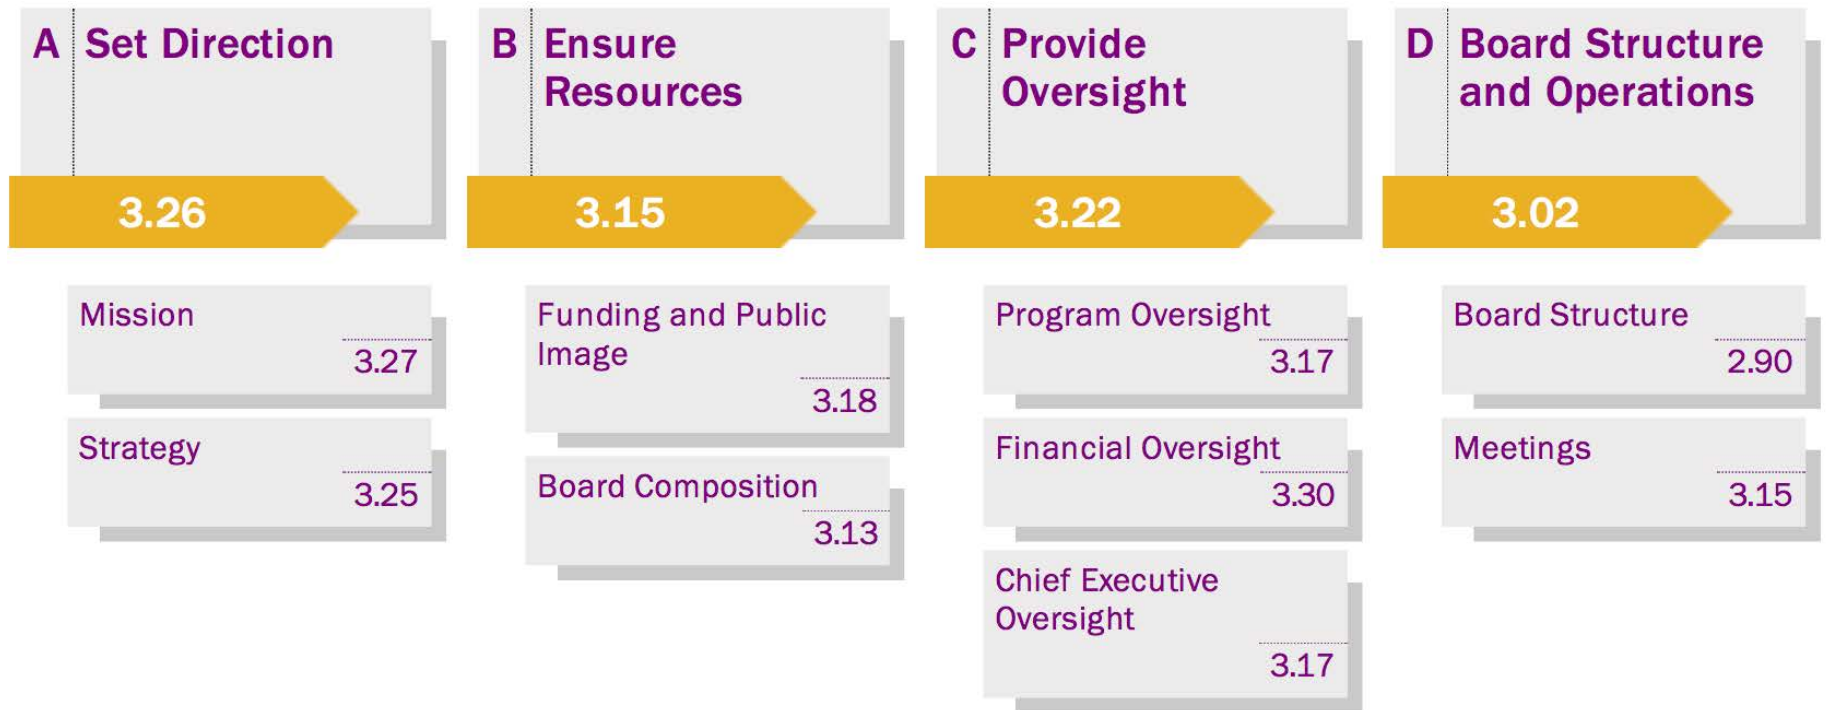 A Set Direction
3.26
Mission
3.27
Strategy
3.25
B Ensure
Resources
3.15
Funding and Public
Image
3.18
Board Composition
3.13
C Provide
Oversight
3.22
Program Oversight
3.17
Financial Oversight
3.30
Chief Executive
Oversight
3.17
D Board Structure
and Operations
3.02
Board Structure
2.90
Meetings
3.15